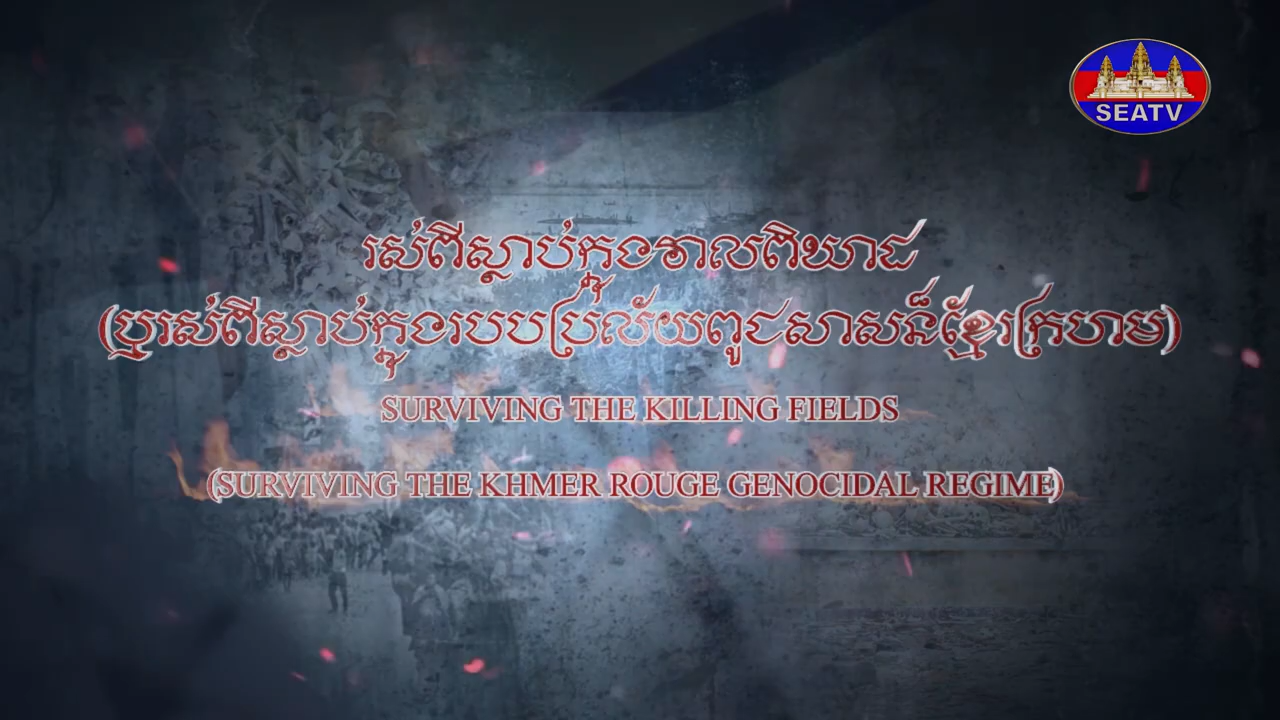 SEATV
រស់ពីស្លាប់ក្នុងវាលពិឃាដ
(ឬរស់ពីស្លាប់ក្នុងរបបប្រល័យពូជសាសន៍ខ្មែរក្រហម)
SURVIVING THE KILLING FIELDS
(SURVIVING THE KHMER ROUGE GENOCIDAL REGIME)